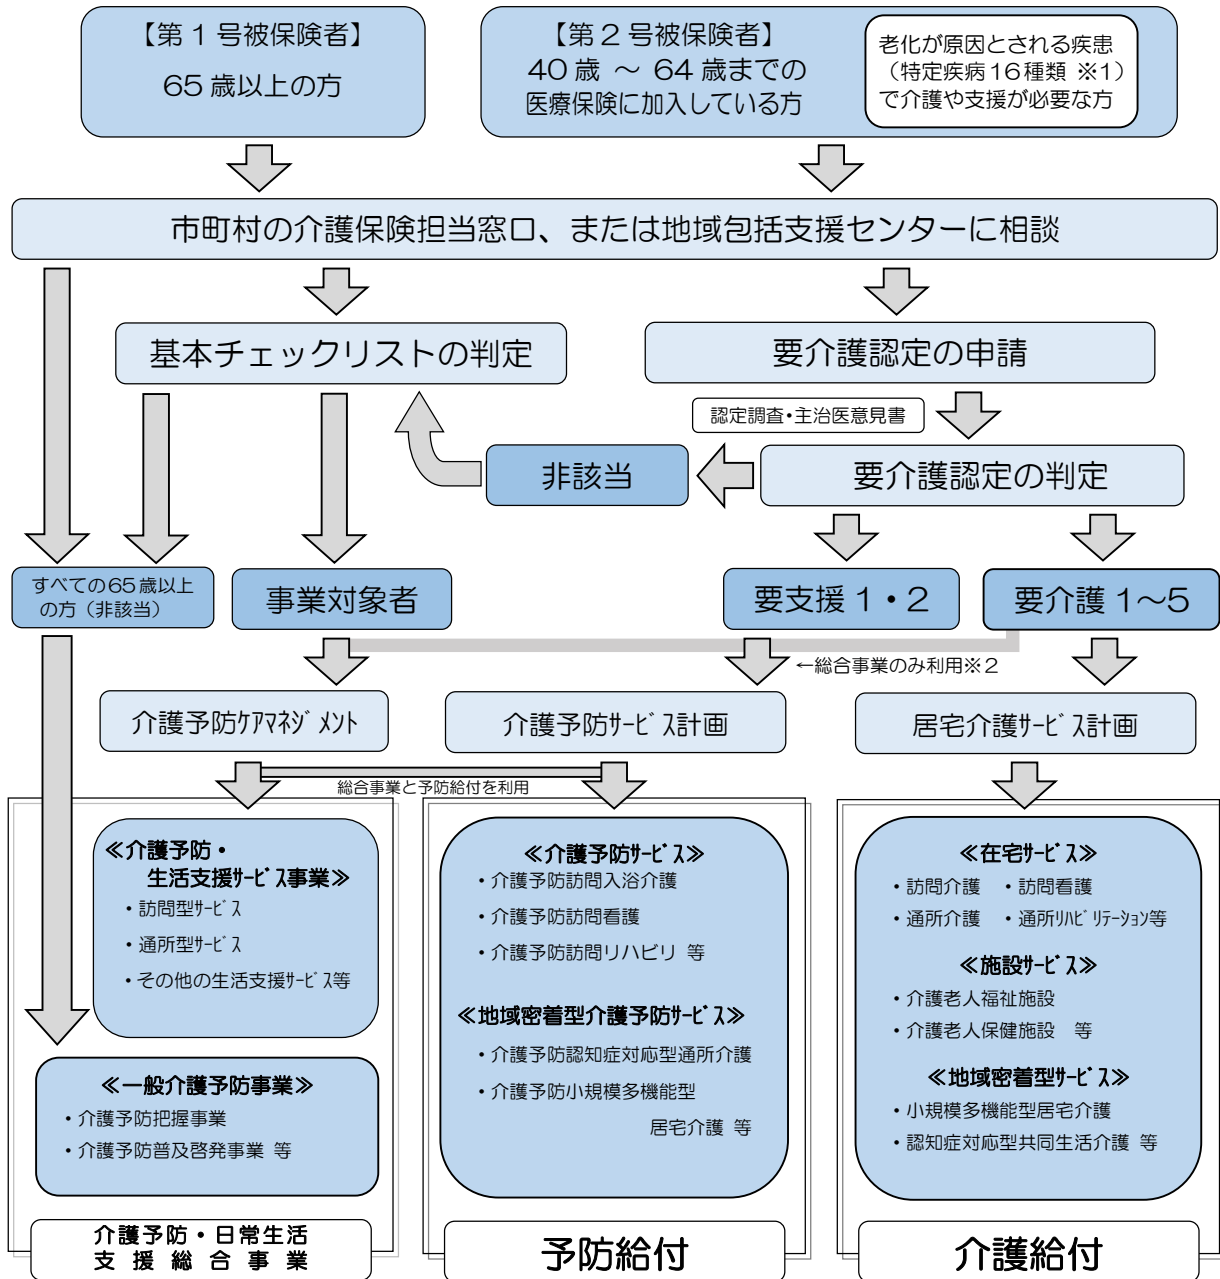 【第1号被保険者】
65歳以上の方
【第2号被保険者】
40歳 ～ 64歳までの
医療保険に加入している方
老化が原因とされる疾患
（特定疾病16種類 ※1）
で介護や支援が必要な方
市町村の介護保険担当窓口、または地域包括支援センターに相談
基本チェックリストの判定
要介護認定の申請
認定調査・主治医意見書
非該当
要介護認定の判定
すべての65歳以上
の方（非該当）
事業対象者
要支援1・2
要介護1～5
←総合事業のみ利用※2
介護予防ｹｱﾏﾈｼﾞﾒﾝﾄ
介護予防ｻｰﾋﾞｽ計画
居宅介護ｻｰﾋﾞｽ計画
総合事業と予防給付を利用
≪介護予防・
生活支援ｻｰﾋﾞｽ事業≫
・訪問型ｻｰﾋﾞｽ
・通所型ｻｰﾋﾞｽ
・その他の生活支援ｻｰﾋﾞｽ等
≪一般介護予防事業≫
・介護予防把握事業
・介護予防普及啓発事業 等
介護予防・日常生活
支援総合事業
≪介護予防ｻｰﾋﾞｽ≫
・介護予防訪問入浴介護
・介護予防訪問看護
・介護予防訪問リハビリ 等
≪地域密着型介護予防ｻｰﾋﾞｽ≫
・介護予防認知症対応型通所介護
・介護予防小規模多機能型
居宅介護 等
予防給付
≪在宅ｻｰﾋﾞｽ≫
・訪問介護 ・訪問看護
・通所介護 ・通所ﾘﾊﾋﾞﾘﾃｰｼｮﾝ等
≪施設ｻｰﾋﾞｽ≫
・介護老人福祉施設
・介護老人保健施設 等
≪地域密着型ｻｰﾋﾞｽ≫
・小規模多機能型居宅介護
・認知症対応型共同生活介護 等
介護給付